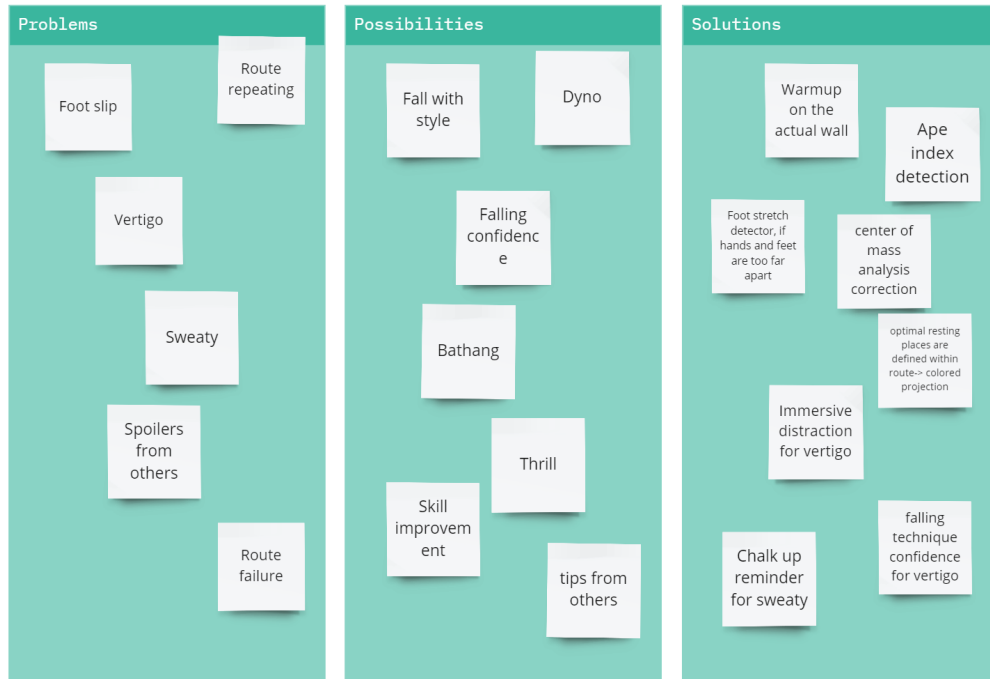 Problems
Foot slip
Route
repeating
Vertigo
Sweaty
Spoilers
from
others
Route
failure
Possibilities
Fall with
style
Dyno
Falling
confidenc
e
Bathang
Thrill
Skill
improvem
ent
tips from
others
Solutions
Warmup
on the
actual wall
Ape
index
detection
Foot stretch
detector, if
hands and feet
are too far
apart
center of
mass
analysis
correction
optimal resting
places are
defined within
route-> colored
projection
Immersive
distraction
for vertigo
falling
technique
confidence
for vertigo
Chalk up
reminder
for sweaty